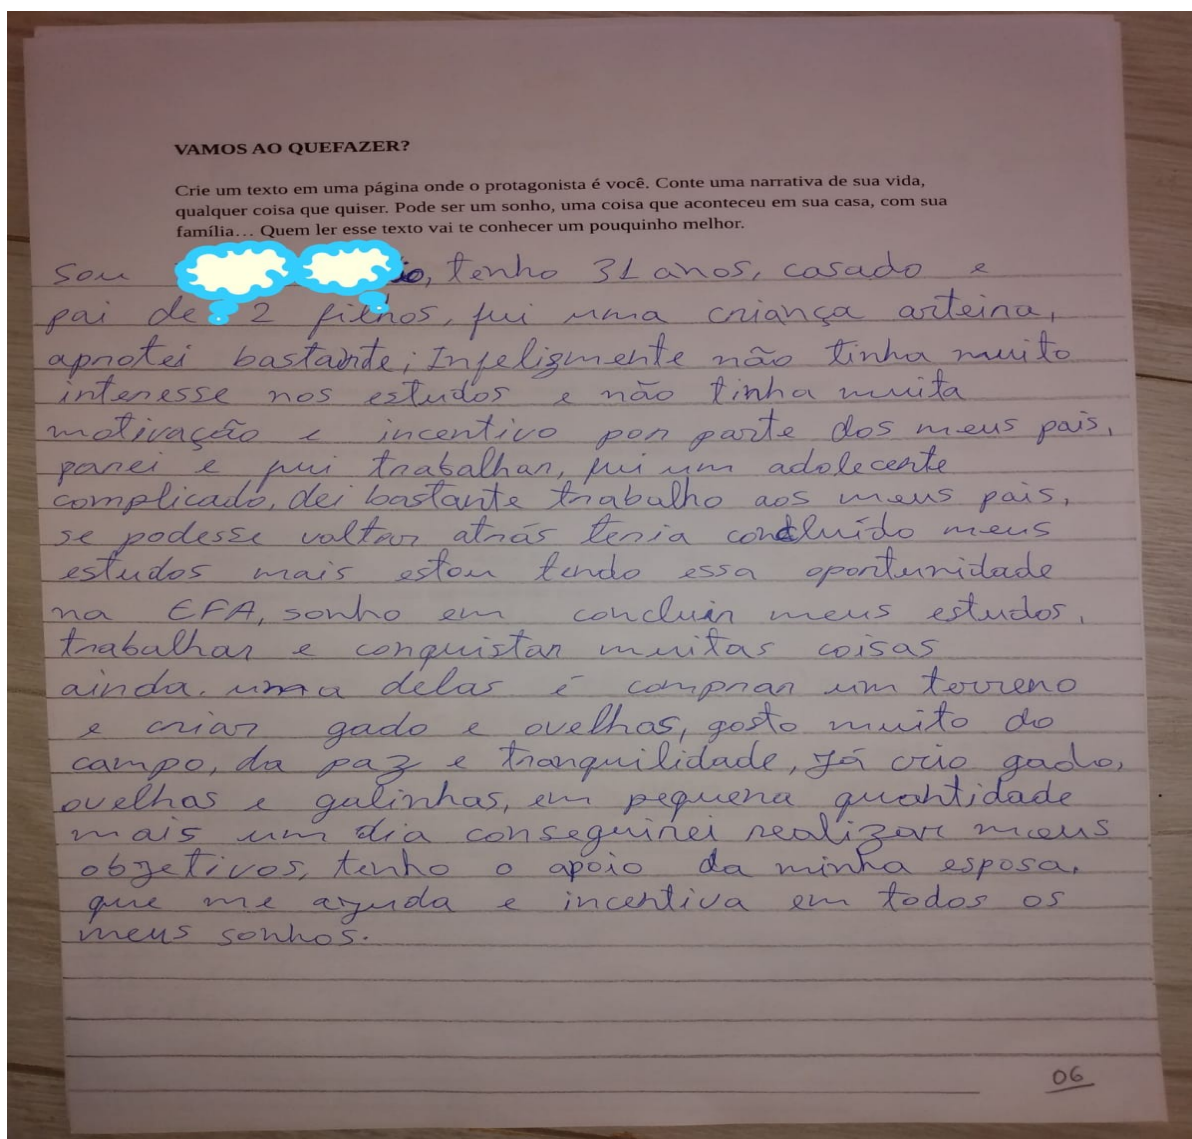 VAMOS AO QUEFAZER?
Crie um texto em uma página onde o protagonista é você. Conte uma narrativa de sua vida,
qualquer coisa que quiser. Pode ser um sonho, uma coisa que aconteceu em sua casa, com sua
família... Quem ler esse texto vai te conhecer um pouquinho melhor.
Sou io, tenho 31 anos, casado e
pai de 2 filhos, fui uma criança arteira,
aprotei bastante; Infelizmente não tinha muito
interesse nos estudos e não tinha muita
motivação e incentivo por parte dos meus pais,
parei e fui trabalhar, fui um adolecente
complicado, dei bastante trabalho aos meus pais,
se podesse voltar atrás teria concluído meus
estudos mais estou tendo essa oportunidade
na EFA, sonho em concluir meus estudos,
trabalhar e conquistar muitas coisas
ainda. uma delas é comprar um terreno
e criar gado e ovelhas, gosto muito do
campo, da paz e tranquilidade, já crio gado,
ovelhas e galinhas, em pequena quantidade
mais um dia conseguirei realizar meus
objetivos, tenho o apoio da minha esposa,
que me ajuda e incentiva em todos os
meus sonhos.
06